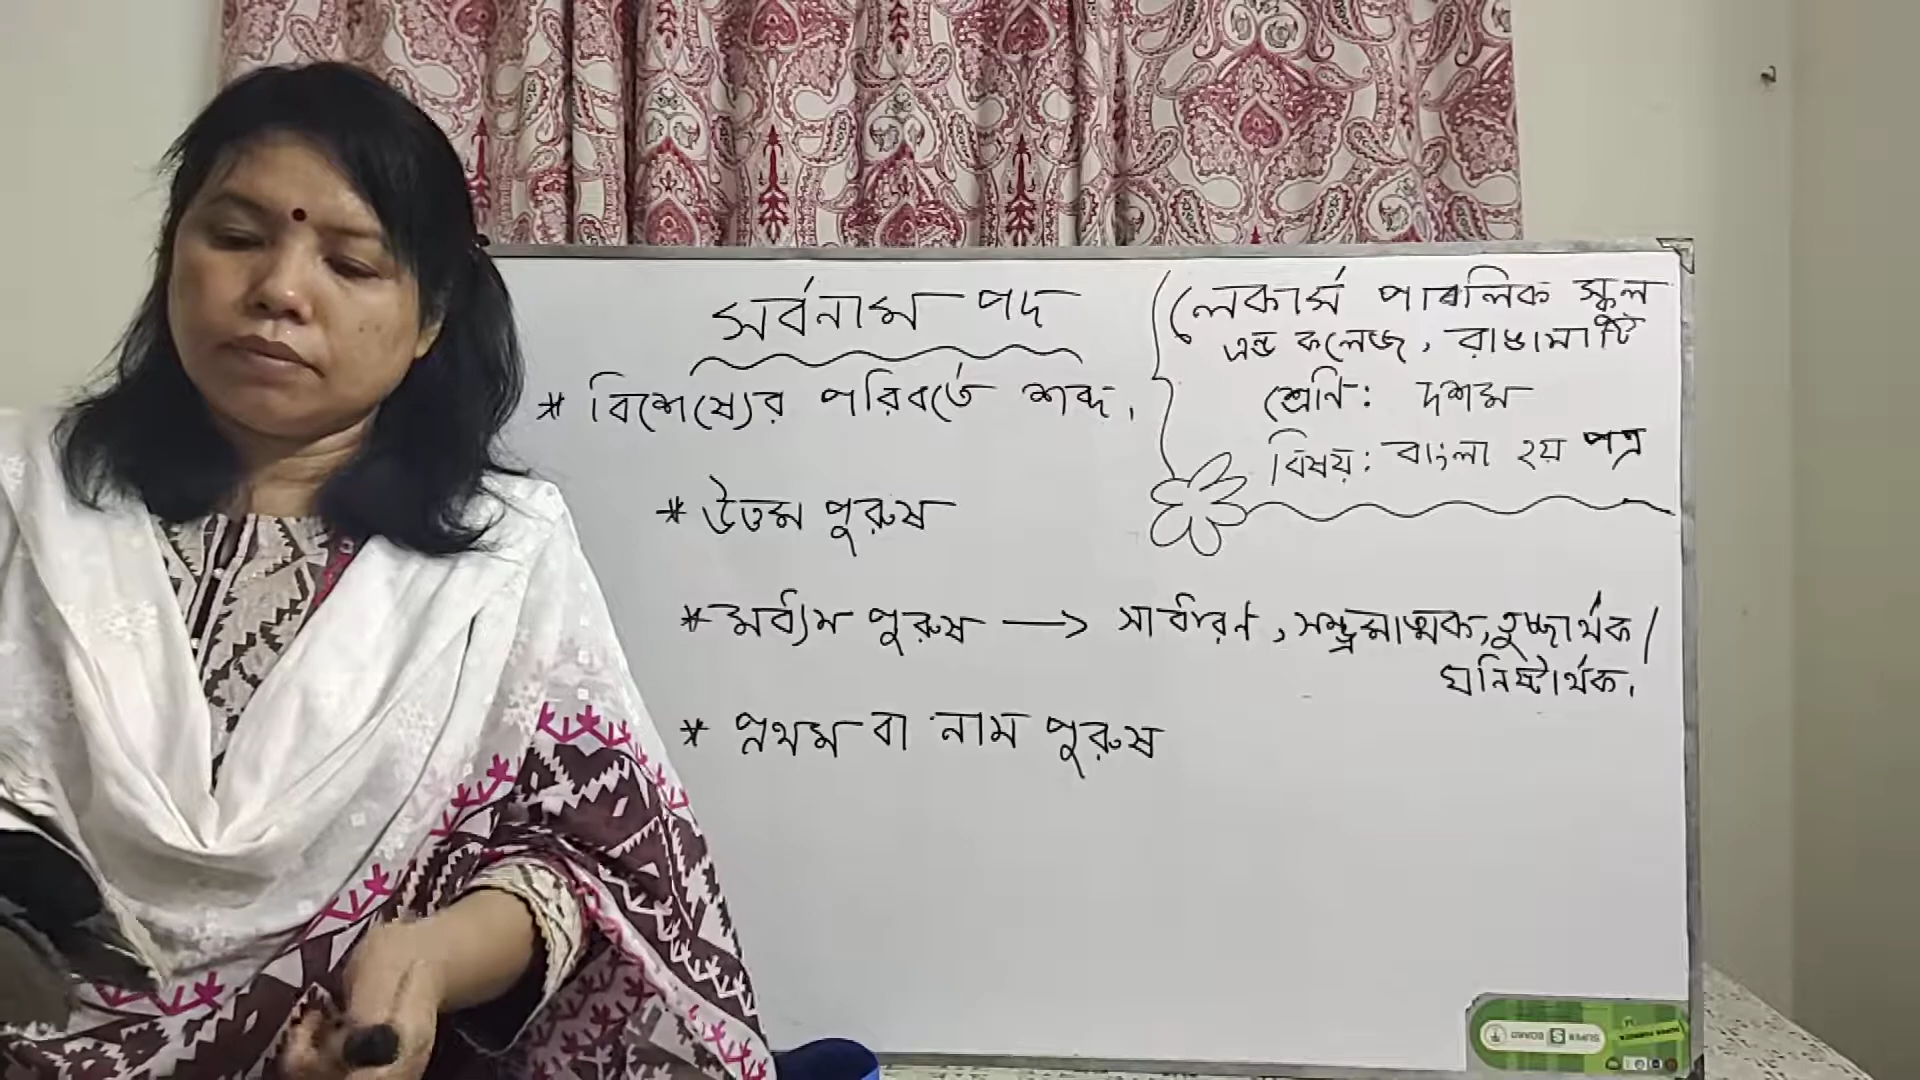 সর্বনাম পদ
* বিশেষ্যের পরিবর্তে শব্দ.
* উত্তম পুরুষ
* মধ্যম পুরুষ → সাধারণ, সম্ভ্রমাত্মক, তুচ্ছার্থক/
ঘনিষ্টার্থক.
* প্রথম বা নাম পুরুষ
লেকার্স পাবলিক স্কুল
এন্ড কলেজ, রাঙামাটি
শ্রেণি: দশম
বিষয়: বাংলা ২য় পত্র